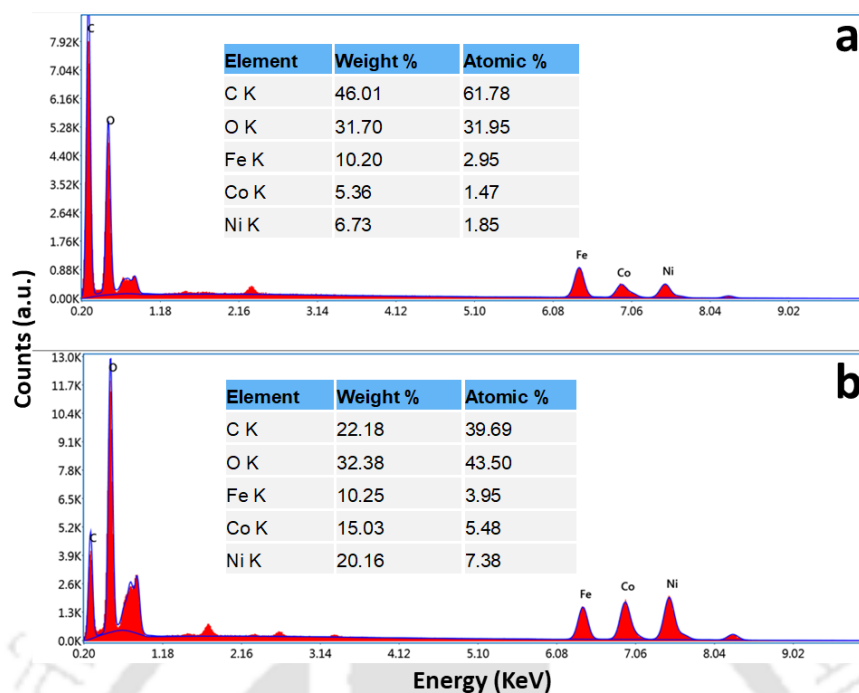 a
7.92K
7.04K
6.16K
5.28K
4.40K
3.52K
2.64K
1.76K
0.88K
0.00K
C
O
Fe
Co
Ni
Element Weight % Atomic %
C K 46.01 61.78
O K 31.70 31.95
Fe K 10.20 2.95
Co K 5.36 1.47
Ni K 6.73 1.85
0.20 1.18 2.16 3.14 4.12 5.10 6.08 7.06 8.04 9.02
Counts (a.u.)
b
13.0K
11.7K
10.4K
9.1K
7.8K
6.5K
5.2K
3.9K
2.6K
1.3K
0.0K
C
O
Fe
Co
Ni
Element Weight % Atomic %
C K 22.18 39.69
O K 32.38 43.50
Fe K 10.25 3.95
Co K 15.03 5.48
Ni K 20.16 7.38
0.20 1.18 2.16 3.14 4.12 5.10 6.08 7.06 8.04 9.02
Energy (KeV)